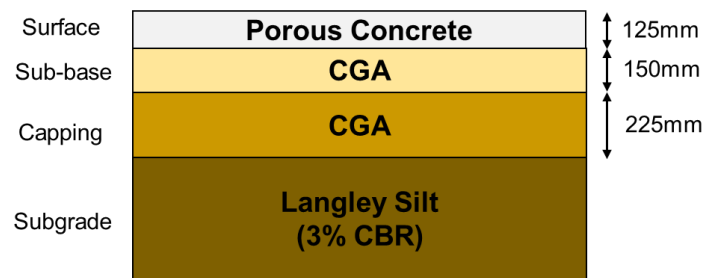 Surface
Porous Concrete
125mm
Sub-base
CGA
150mm
Capping
CGA
225mm
Subgrade
Langley Silt
(3% CBR)